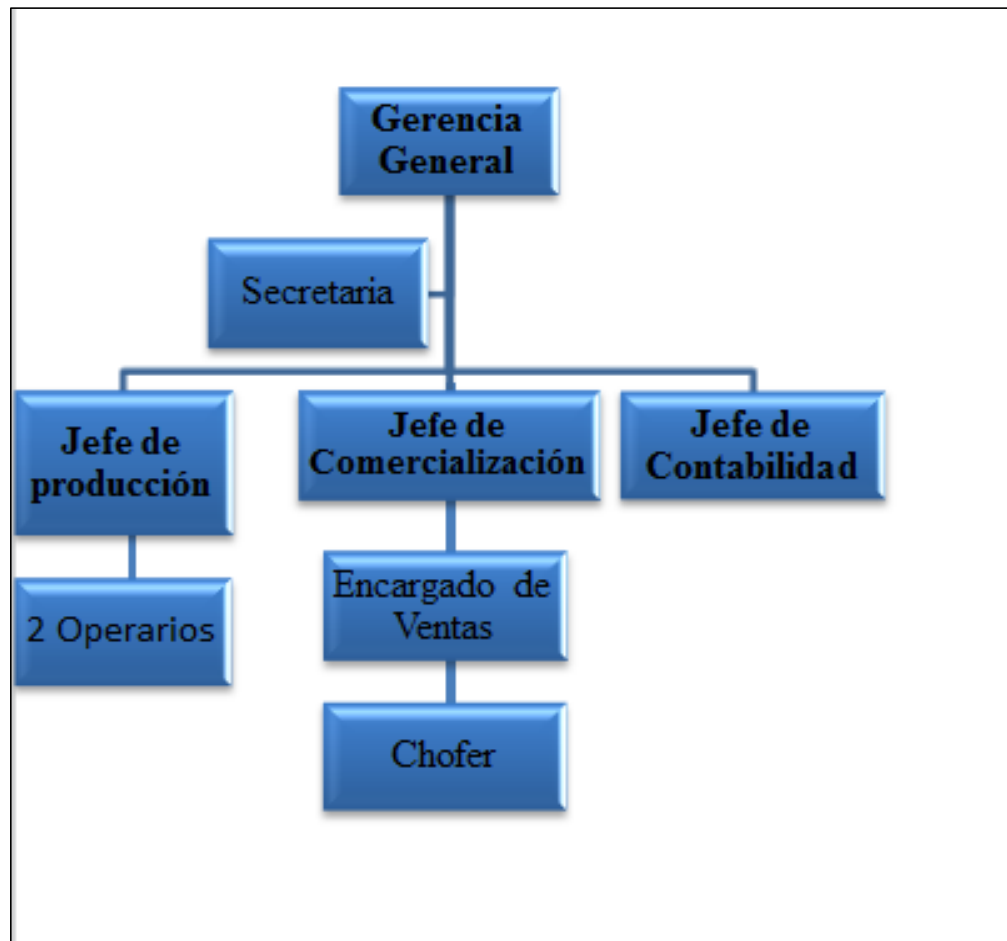 Gerencia
General
Secretaria
Jefe de
producción
Jefe de
Comercialización
Jefe de
Contabilidad
2 Operarios
Encargado de
Ventas
Chofer